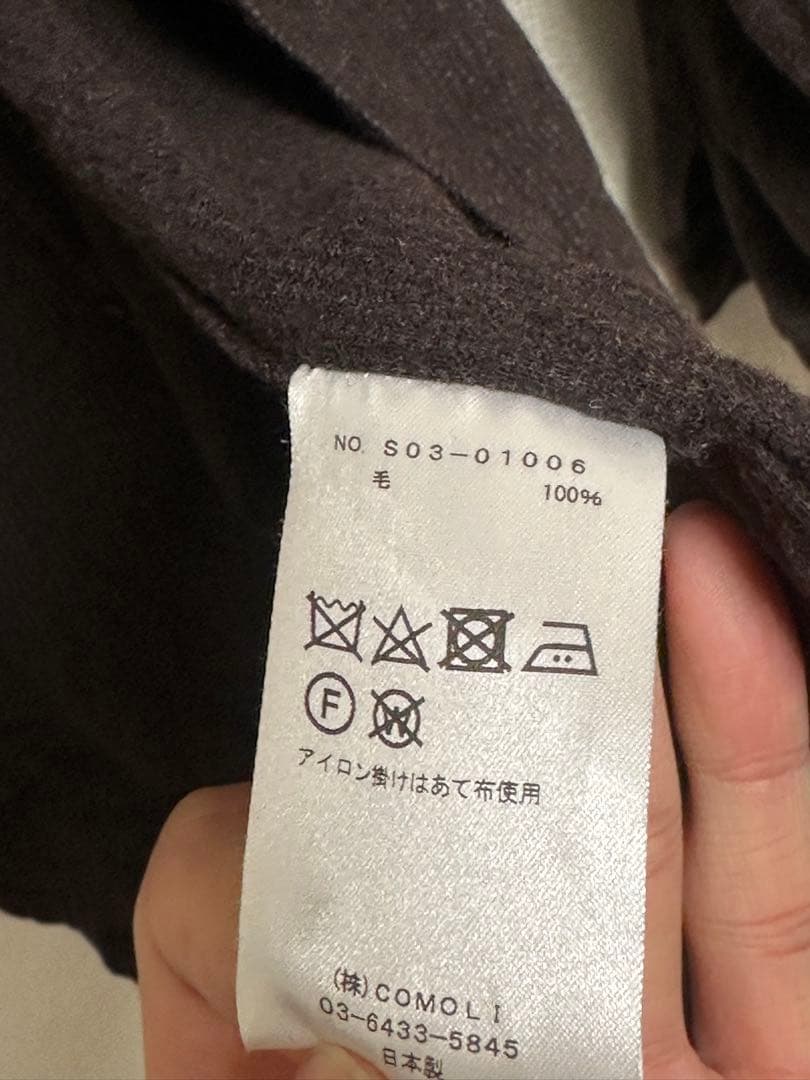 NO. S03-01006
毛 100%
F
W
アイロン掛けはあて布使用
(株)COMOLI
03-6433-5845
日本製